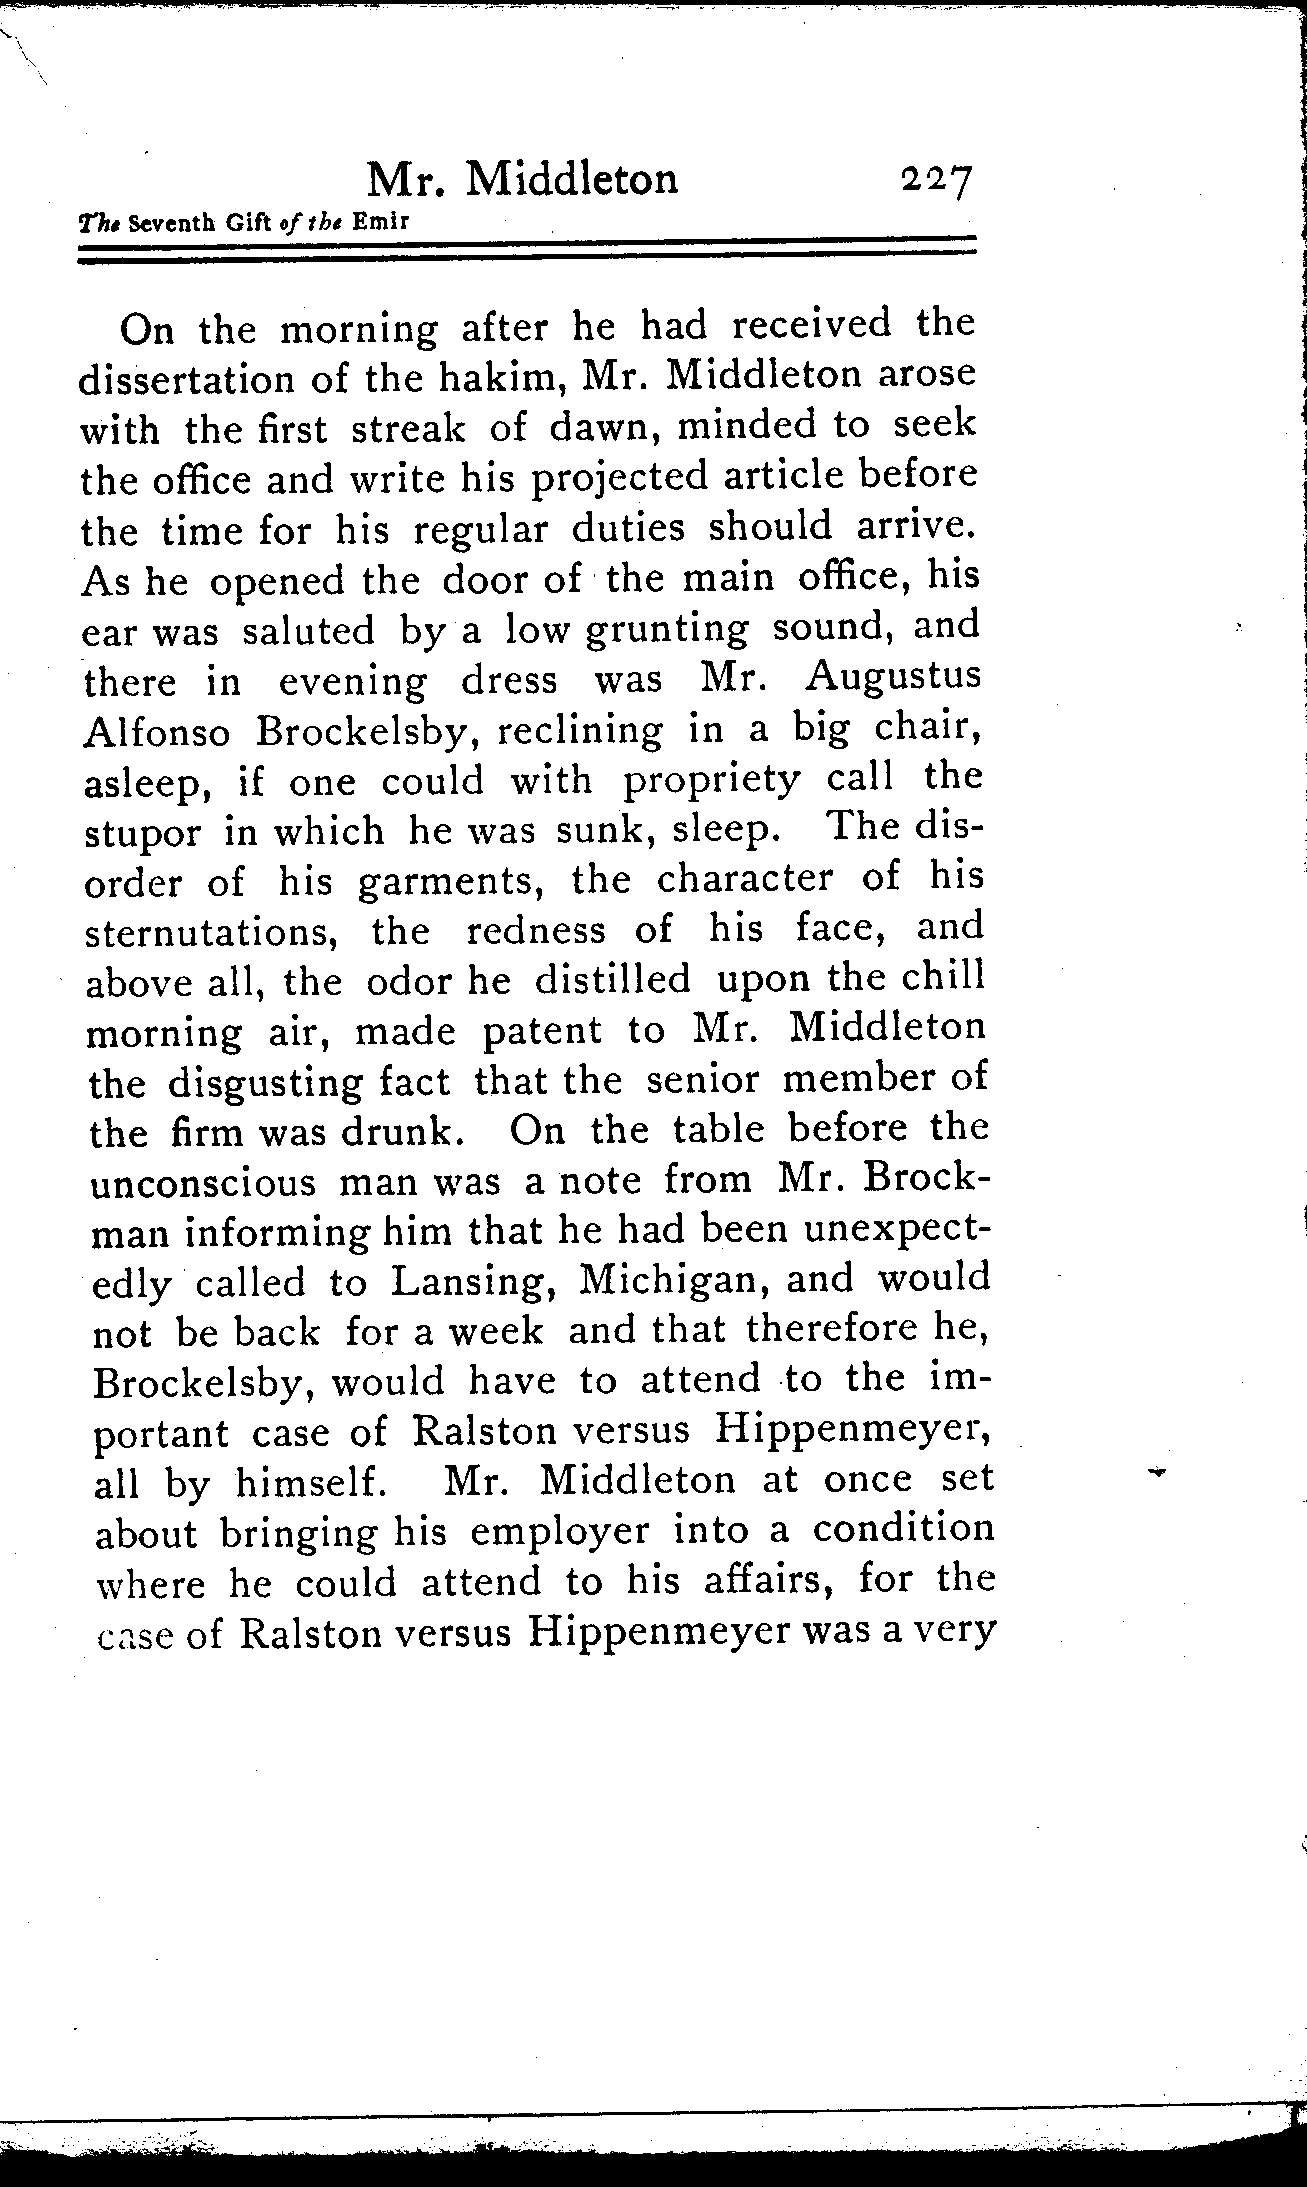 Mr. Middleton 227
The Seventh Gift of the Emir
On the morning after he had received the
dissertation of the hakim, Mr. Middleton arose
with the first streak of dawn, minded to seek
the office and write his projected article before
the time for his regular duties should arrive.
As he opened the door of the main office, his
ear was saluted by a low grunting sound, and
there in evening dress was Mr. Augustus
Alfonso Brockelsby, reclining in a big chair,
asleep, if one could with propriety call the
stupor in which he was sunk, sleep. The dis-
order of his garments, the character of his
sternutations, the redness of his face, and
above all, the odor he distilled upon the chill
morning air, made patent to Mr. Middleton
the disgusting fact that the senior member of
the firm was drunk. On the table before the
unconscious man was a note from Mr. Brock-
man informing him that he had been unexpect-
edly called to Lansing, Michigan, and would
not be back for a week and that therefore he,
Brockelsby, would have to attend to the im-
portant case of Ralston versus Hippenmeyer,
all by himself. Mr. Middleton at once set
about bringing his employer into a condition
where he could attend to his affairs, for the
case of Ralston versus Hippenmeyer was a very